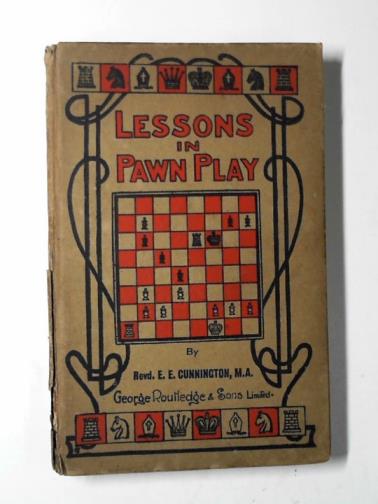 LESSONS
IN
PAWN PLAY
By
Revd. E. E. CUNNINGTON, M.A.
George Routledge & Sons Limited.